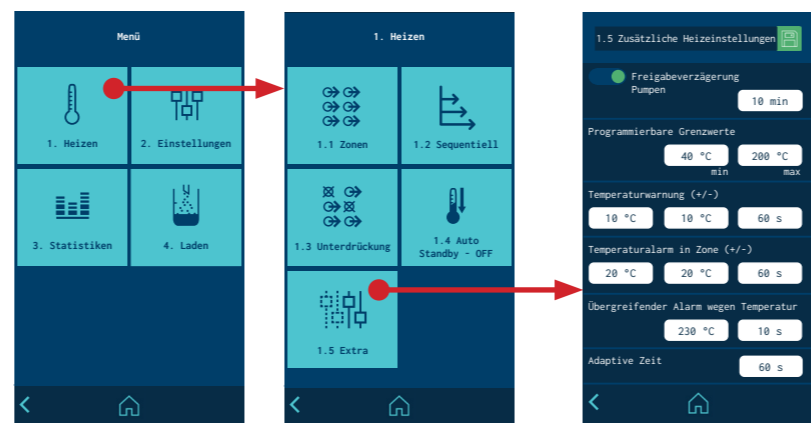 Menü
1. Heizen
2. Einstellungen
3. Statistiken
4. Laden
1. Heizen
1.1 Zonen
1.2 Sequentiell
1.3 Unterdrückung
1.4 Auto
Standby - OFF
1.5 Extra
1.5 Zusätzliche Heizeinstellungen
Freigabeverzägerung
Pumpen
10 min
Programmierbare Grenzwerte
40 °C 200 °C
min max
Temperaturwarnung (+/-)
10 °C 10 °C 60 s
Temperaturalarm in Zone (+/-)
20 °C 20 °C 60 s
Übergreifender Alarm wegen Temperatur
230 °C 10 s
Adaptive Zeit
60 s